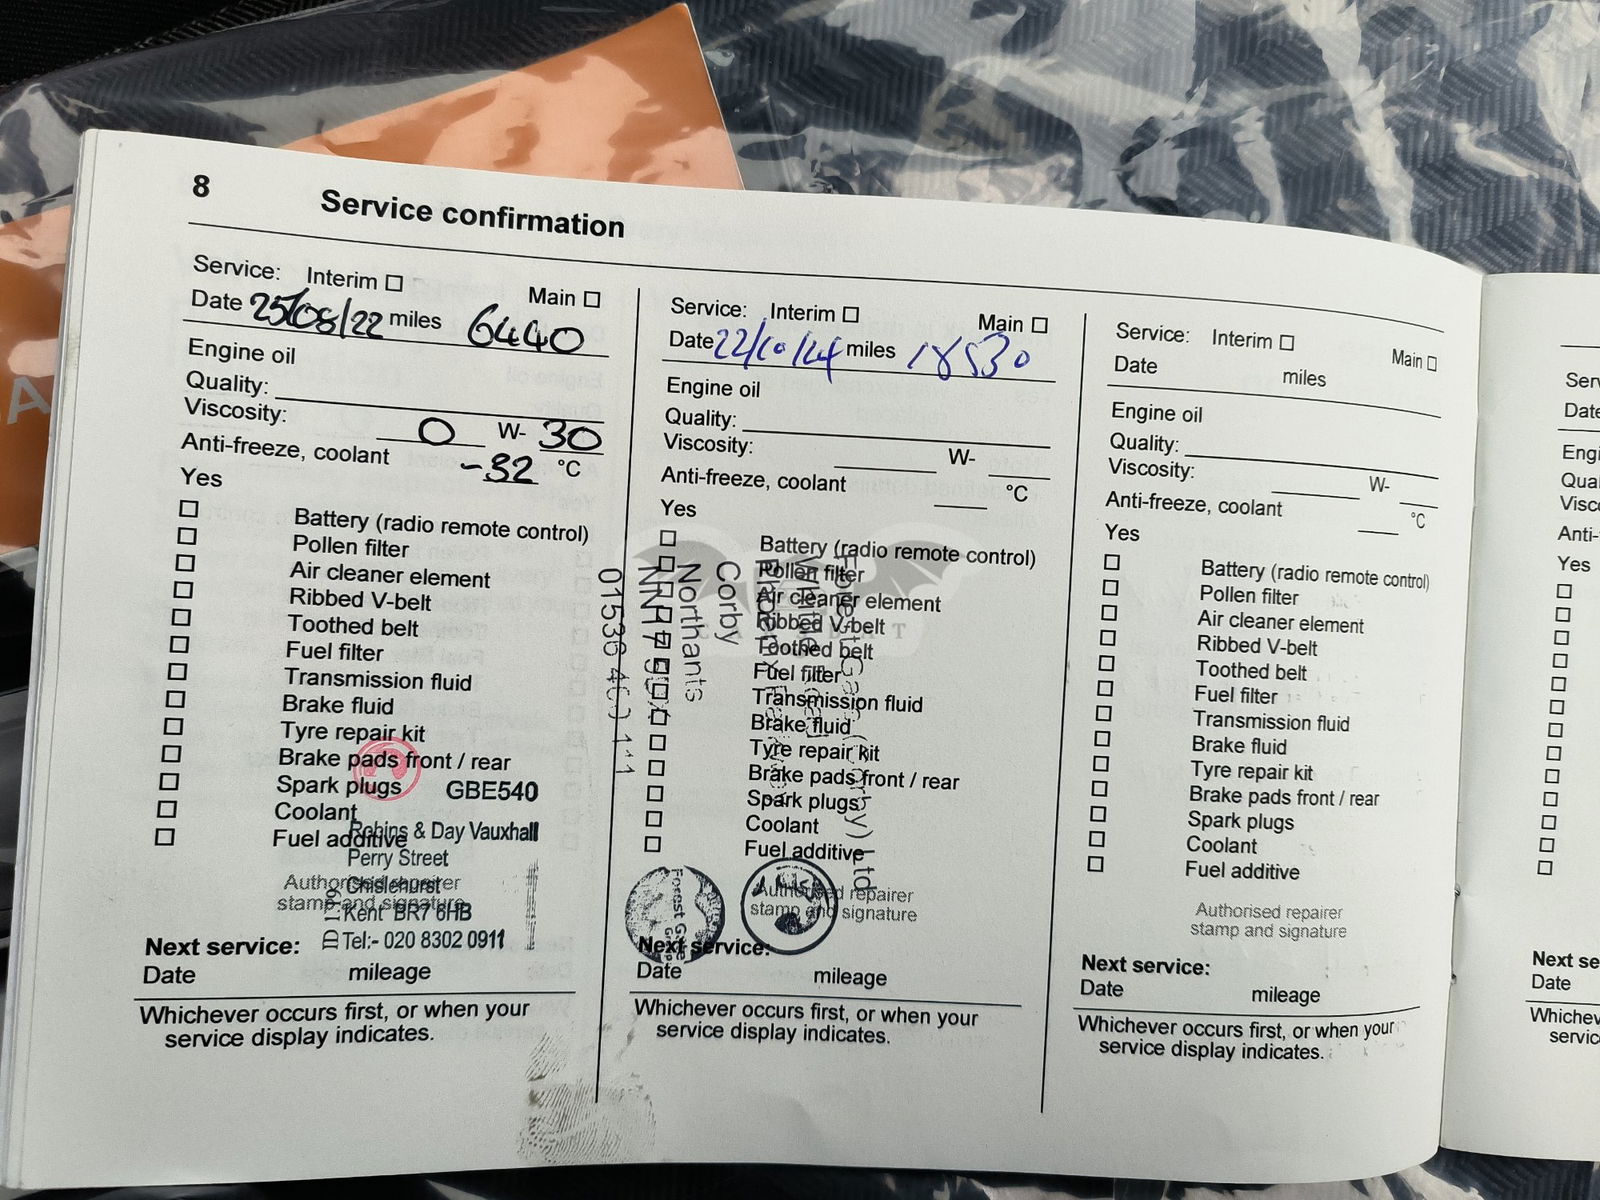 8 Service confirmation
Service: Interim
Main
Date 25/08/22 miles 6440
Engine oil
Quality:
Viscosity:
0 W- 30
Anti-freeze, coolant
-32 °C
Yes
Battery (radio remote control)
Pollen filter
Air cleaner element
Ribbed V-belt
Toothed belt
Fuel filter
Transmission fluid
Brake fluid
Tyre repair kit
Brake pads front / rear
Spark plugs
GBE540
Coolant
Fuel additive
Robins & Day Vauxhall
Perry Street
Chislehurst
Kent BR7 6HB
Tel:- 020 8302 0911
Authorised repairer
stamp and signature
Next service:
Date mileage
Whichever occurs first, or when your
service display indicates.
Service: Interim
Main
Date 22/10/24 miles 18530
Engine oil
Quality:
Viscosity:
W-
Anti-freeze, coolant
°C
Yes
Battery (radio remote control)
Pollen filter
Air cleaner element
Ribbed V-belt
Toothed belt
Fuel filter
Transmission fluid
Brake fluid
Tyre repair kit
Brake pads front / rear
Spark plugs
Coolant
Fuel additive
Forest Gate (Corby) Ltd
Corby
Northants
NN17
Forest Gate
Group
Authorised repairer
stamp and signature
Next service:
Date mileage
Whichever occurs first, or when your
service display indicates.
Service: Interim
Main
Date
miles
Engine oil
Quality:
Viscosity:
W-
Anti-freeze, coolant
°C
Yes
Battery (radio remote control)
Pollen filter
Air cleaner element
Ribbed V-belt
Toothed belt
Fuel filter
Transmission fluid
Brake fluid
Tyre repair kit
Brake pads front / rear
Spark plugs
Coolant
Fuel additive
Authorised repairer
stamp and signature
Next service:
Date mileage
Whichever occurs first, or when your
service display indicates.
Date
Yes
Date